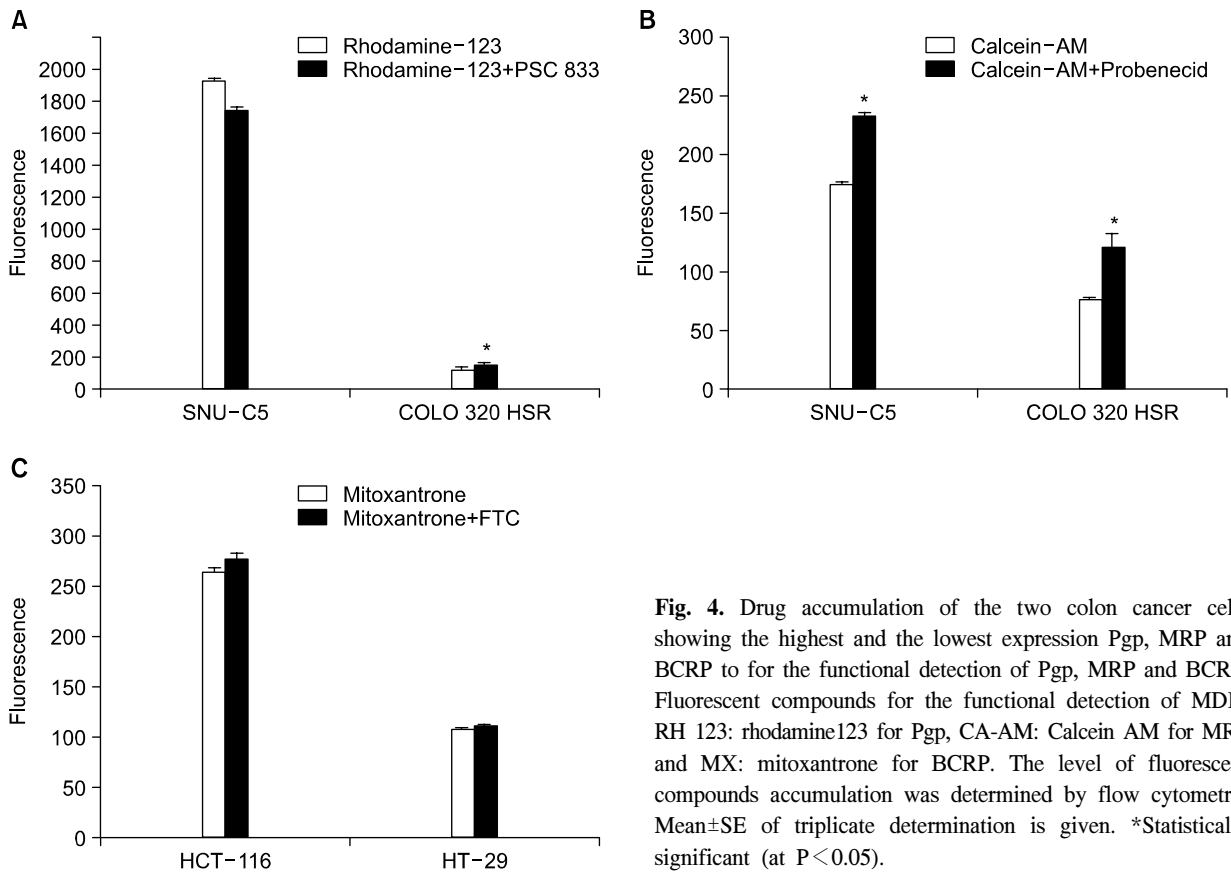 A
Rhodamine-123
Rhodamine-123+PSC 833
Fluorescence
2000
1800
1600
1400
1200
1000
800
600
400
200
0
*
SNU-C5
COLO 320 HSR
B
Calcein-AM
Calcein-AM+Probenecid
Fluorescence
300
250
200
150
100
50
0
*
*
SNU-C5
COLO 320 HSR
C
Mitoxantrone
Mitoxantrone+FTC
Fluorescence
350
300
250
200
150
100
50
0
HCT-116
HT-29
Fig. 4. Drug accumulation of the two colon cancer cel
showing the highest and the lowest expression Pgp, MRP an
BCRP to for the functional detection of Pgp, MRP and BCR
Fluorescent compounds for the functional detection of MD
RH 123: rhodamine123 for Pgp, CA-AM: Calcein AM for MR
and MX: mitoxantrone for BCRP. The level of fluoresce
compounds accumulation was determined by flow cytometr
Mean±SE of triplicate determination is given. *Statistical
significant (at P<0.05).